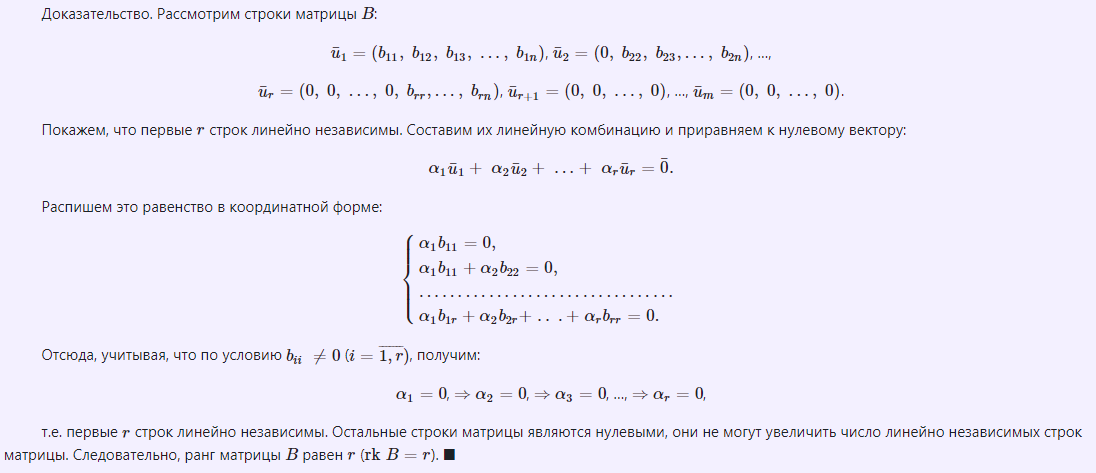 Доказательство. Рассмотрим строки матрицы B:
ū₁ = (b₁₁, b₁₂, b₁₃, …, b₁ₙ), ū₂ = (0, b₂₂, b₂₃,…, b₂ₙ), ...,
ūᵣ = (0, 0, …, 0, bᵣᵣ,…, bᵣₙ), ūᵣ₊₁ = (0, 0, …, 0), ..., ūₘ = (0, 0, …, 0).
Покажем, что первые r строк линейно независимы. Составим их линейную комбинацию и приравняем к нулевому вектору:
α₁ū₁ + α₂ū₂ + … + αᵣūᵣ = 0̄.
Распишем это равенство в координатной форме:
α₁b₁₁ = 0,
α₁b₁₁ + α₂b₂₂ = 0,
.................................
α₁b₁ᵣ + α₂b₂ᵣ + … + αᵣbᵣᵣ = 0.
Отсюда, учитывая, что по условию bᵢᵢ ≠ 0 (i = 1, r), получим:
α₁ = 0, ⇒ α₂ = 0, ⇒ α₃ = 0, ..., ⇒ αᵣ = 0,
т.е. первые r строк линейно независимы. Остальные строки матрицы являются нулевыми, они не могут увеличить число линейно независимых строк
матрицы. Следовательно, ранг матрицы B равен r (rk B = r). ■